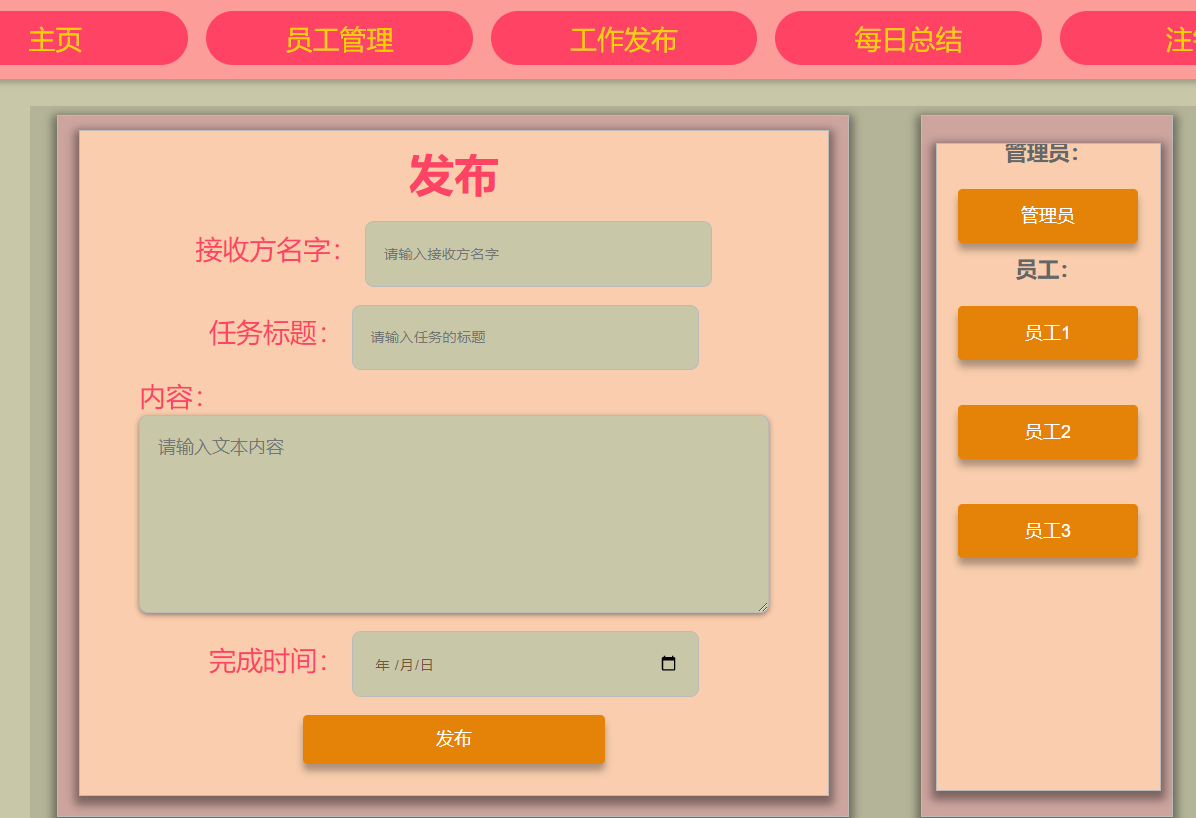 主页 员工管理 工作发布 每日总结
发布
接收方名字： 请输入接收方名字
任务标题： 请输入任务的标题
内容：
请输入文本内容
完成时间： 年 /月/日
发布
管理员：
管理员
员工：
员工1
员工2
员工3